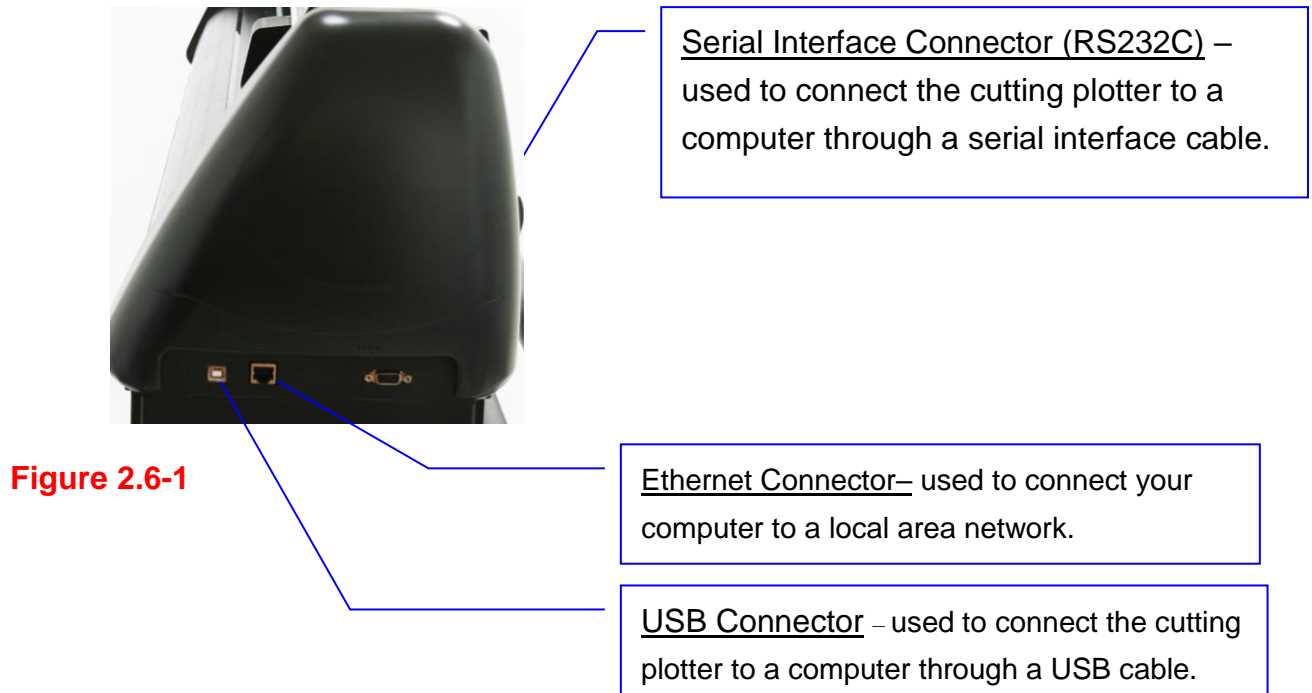 Serial Interface Connector (RS232C) –
used to connect the cutting plotter to a
computer through a serial interface cable.
Figure 2.6-1
Ethernet Connector– used to connect your
computer to a local area network.
USB Connector – used to connect the cutting
plotter to a computer through a USB cable.